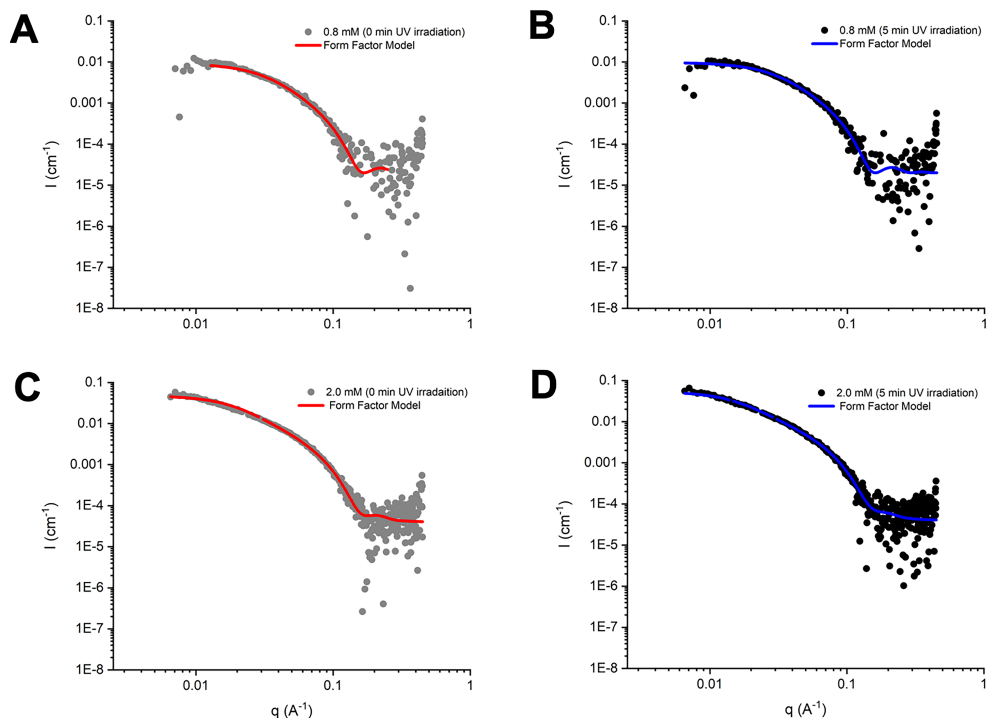 A
0.8 mM (0 min UV irradiation)
Form Factor Model
0.1
0.01
0.001
1E-4
1E-5
1E-6
1E-7
1E-8
I (cm-1)
0.01
0.1
1
B
0.8 mM (5 min UV irradiation)
Form Factor Model
0.1
0.01
0.001
1E-4
1E-5
1E-6
1E-7
1E-8
I (cm-1)
0.01
0.1
1
C
2.0 mM (0 min UV irradaition)
Form Factor Model
0.1
0.01
0.001
1E-4
1E-5
1E-6
1E-7
1E-8
I (cm-1)
0.01
0.1
1
q (A-1)
D
2.0 mM (5 min UV irradiation)
Form Factor Model
0.1
0.01
0.001
1E-4
1E-5
1E-6
1E-7
1E-8
I (cm-1)
0.01
0.1
1
q (A-1)